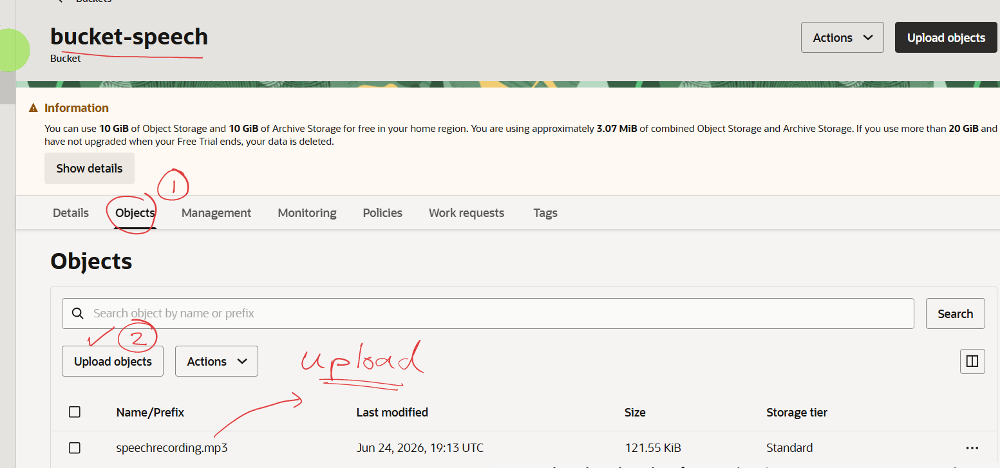 Buckets
bucket-speech
Bucket
Actions
Upload objects
Information
You can use 10 GiB of Object Storage and 10 GiB of Archive Storage for free in your home region. You are using approximately 3.07 MiB of combined Object Storage and Archive Storage. If you use more than 20 GiB and
have not upgraded when your Free Trial ends, your data is deleted.
Show details
1
Details Objects Management Monitoring Policies Work requests Tags
Objects
Search object by name or prefix
Search
2
Upload objects
Actions
upload
Name/Prefix Last modified Size Storage tier
speechrecording.mp3 Jun 24, 2026, 19:13 UTC 121.55 KiB Standard